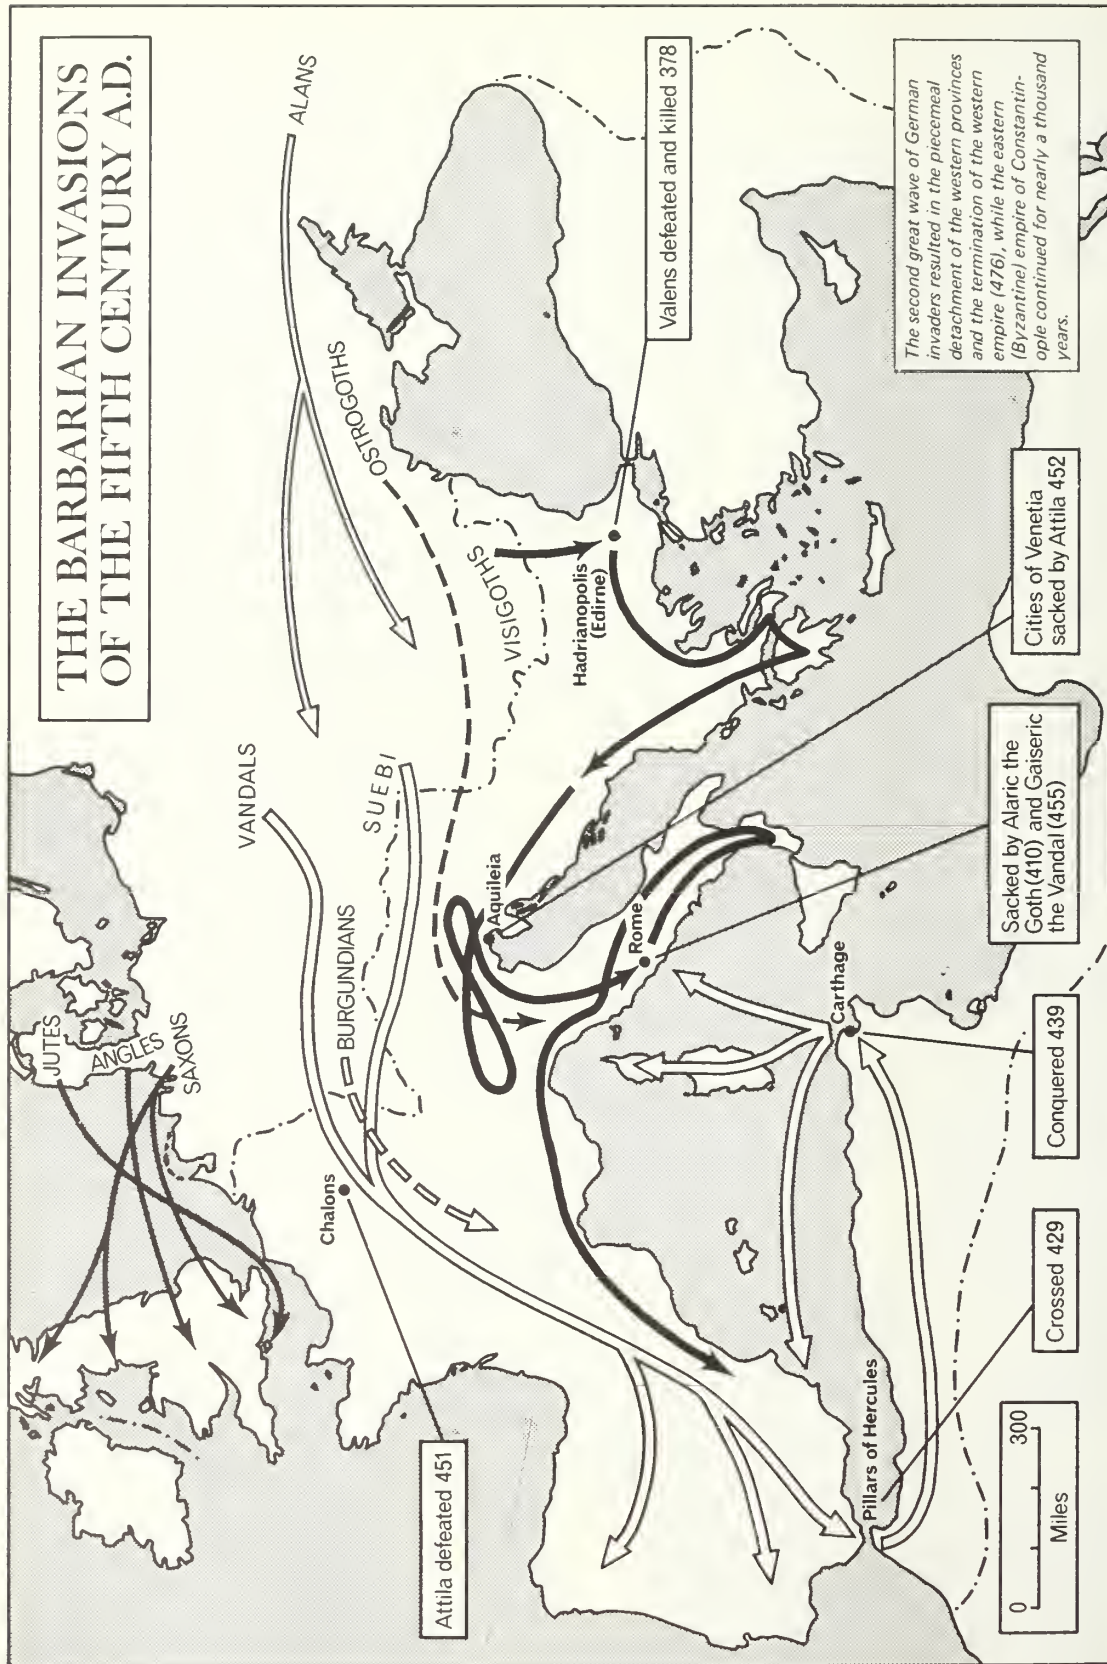 THE BARBARIAN INVASIONS
OF THE FIFTH CENTURY A.D.
ALANS
JUTES
ANGLES
SAXONS
VANDALS
SUEBI
BURGUNDIANS
OSTROGOTHS
VISIGOTHS
Chalons
Aquileia
Hadrianopolis
(Edirne)
Rome
Carthage
Pillars of Hercules
Attila defeated 451
Valens defeated and killed 378
The second great wave of German
invaders resulted in the piecemeal
detachment of the western provinces
and the termination of the western
empire (476), while the eastern
(Byzantine) empire of Constantin-
ople continued for nearly a thousand
years.
Cities of Venetia
sacked by Attila 452
Sacked by Alaric the
Goth (410) and Gaiseric
the Vandal (455)
Conquered 439
Crossed 429
0 300
Miles